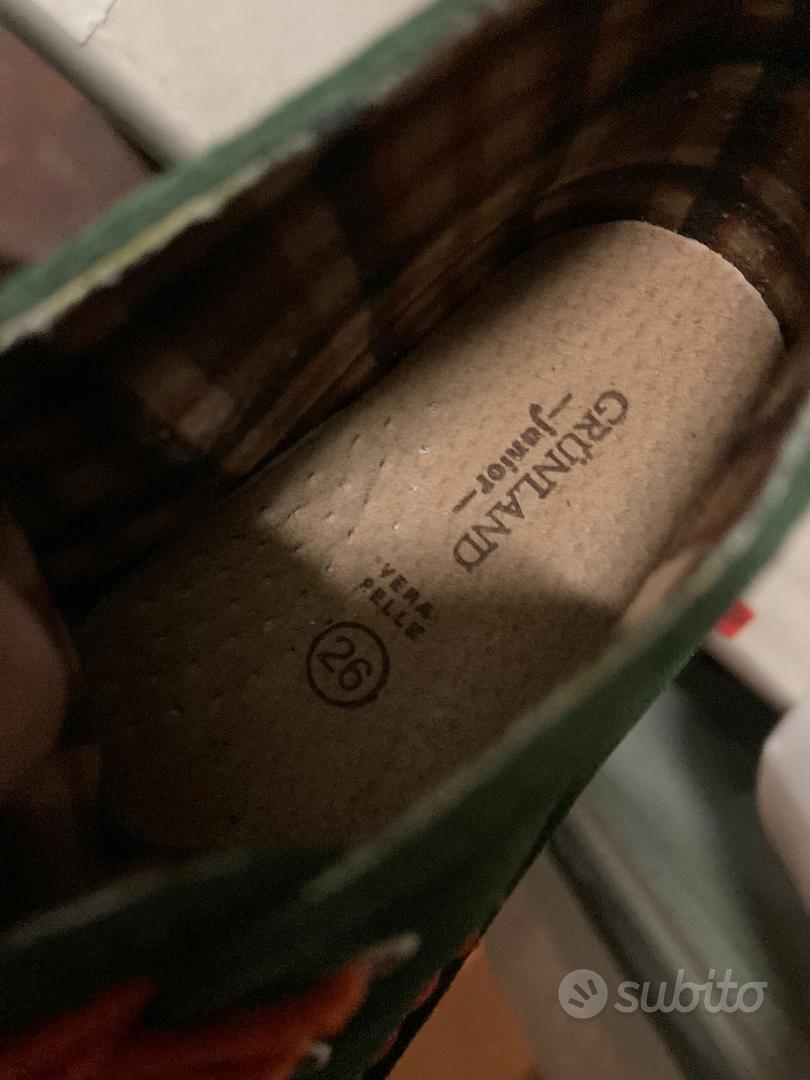 GRÜNLAND
—Junior—
VERA
PELLE
26
subito